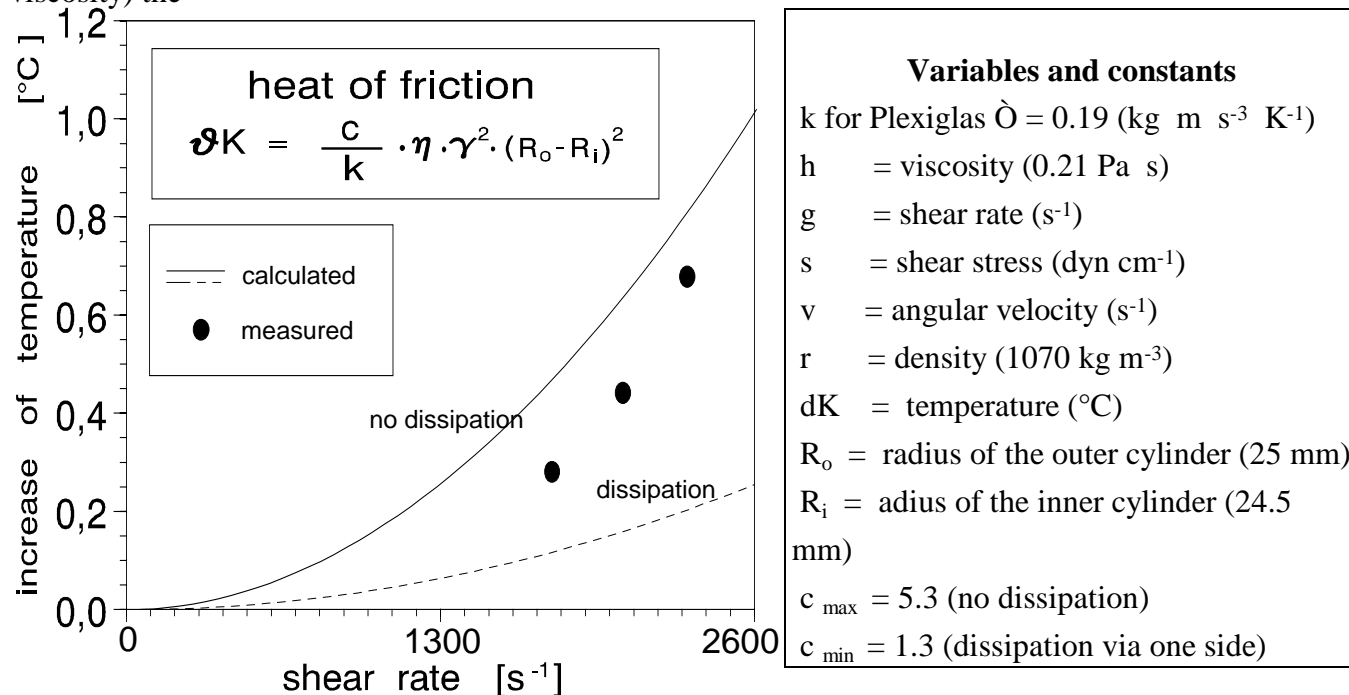 viscosity) the
1,2
1,0
0,8
0,6
0,4
0,2
0,0
increase of temperature [°C]
heat of friction
ϑK = c/k · η · γ² · (Rₒ-Rᵢ)²
calculated
measured
no dissipation
dissipation
0 1300 2600
shear rate [s⁻¹]
Variables and constants
k for Plexiglas Ò = 0.19 (kg m s⁻³ K⁻¹)
h = viscosity (0.21 Pa s)
g = shear rate (s⁻¹)
s = shear stress (dyn cm⁻¹)
v = angular velocity (s⁻¹)
r = density (1070 kg m⁻³)
dK = temperature (°C)
Rₒ = radius of the outer cylinder (25 mm)
Rᵢ = adius of the inner cylinder (24.5
mm)
c max = 5.3 (no dissipation)
c min = 1.3 (dissipation via one side)